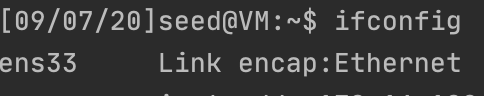 [09/07/20]seed@VM:~$ ifconfig
ens33     Link encap:Ethernet